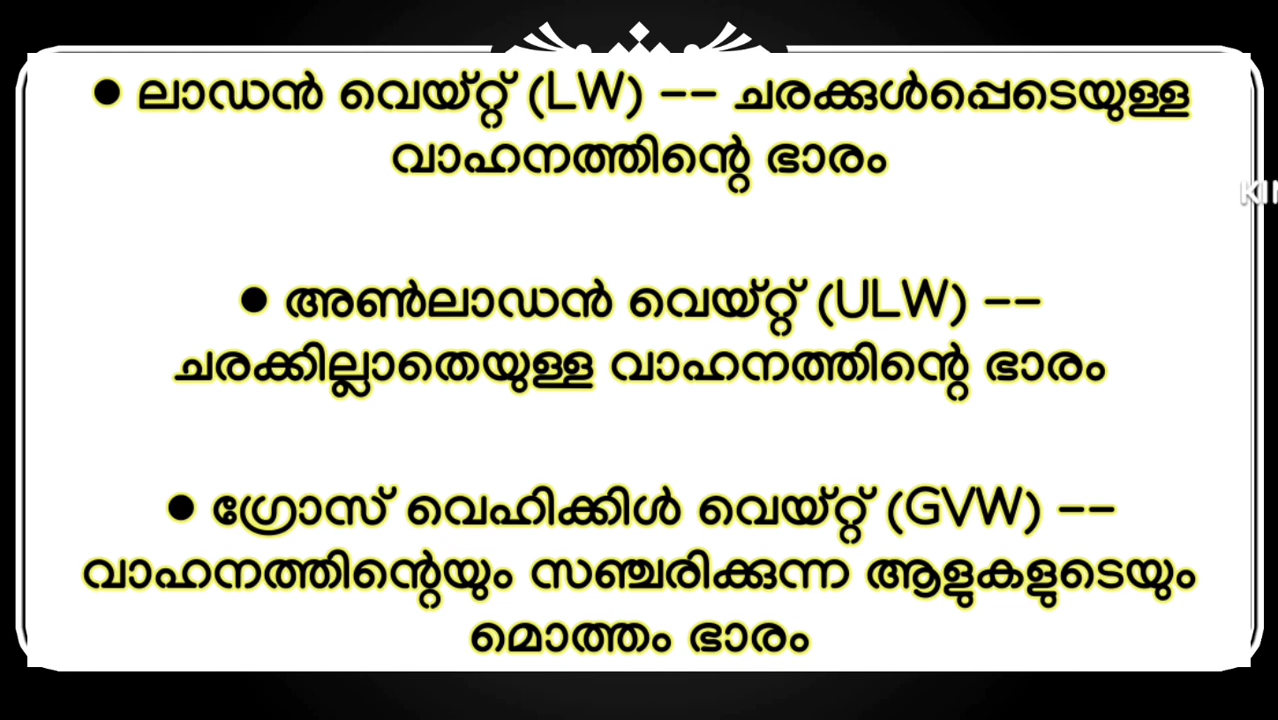 ● ലാഡൻ വെയ്റ്റ് (LW) -- ചരക്കുൾപ്പെടെയുള്ള
വാഹനത്തിന്റെ ഭാരം
● അൺലാഡൻ വെയ്റ്റ് (ULW) --
ചരക്കില്ലാതെയുള്ള വാഹനത്തിന്റെ ഭാരം
● ഗ്രോസ് വെഹിക്കിൾ വെയ്റ്റ് (GVW) --
വാഹനത്തിന്റെയും സഞ്ചരിക്കുന്ന ആളുകളുടെയും
മൊത്തം ഭാരം